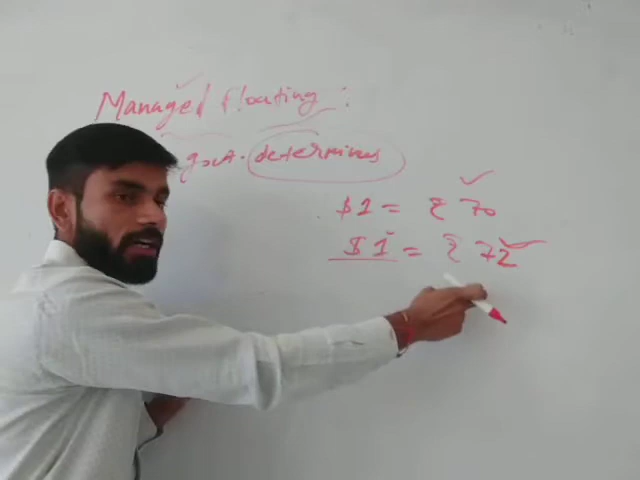 Managed Floating :
govt. determines
$1 = ₹ 70
$1 = ₹ 72